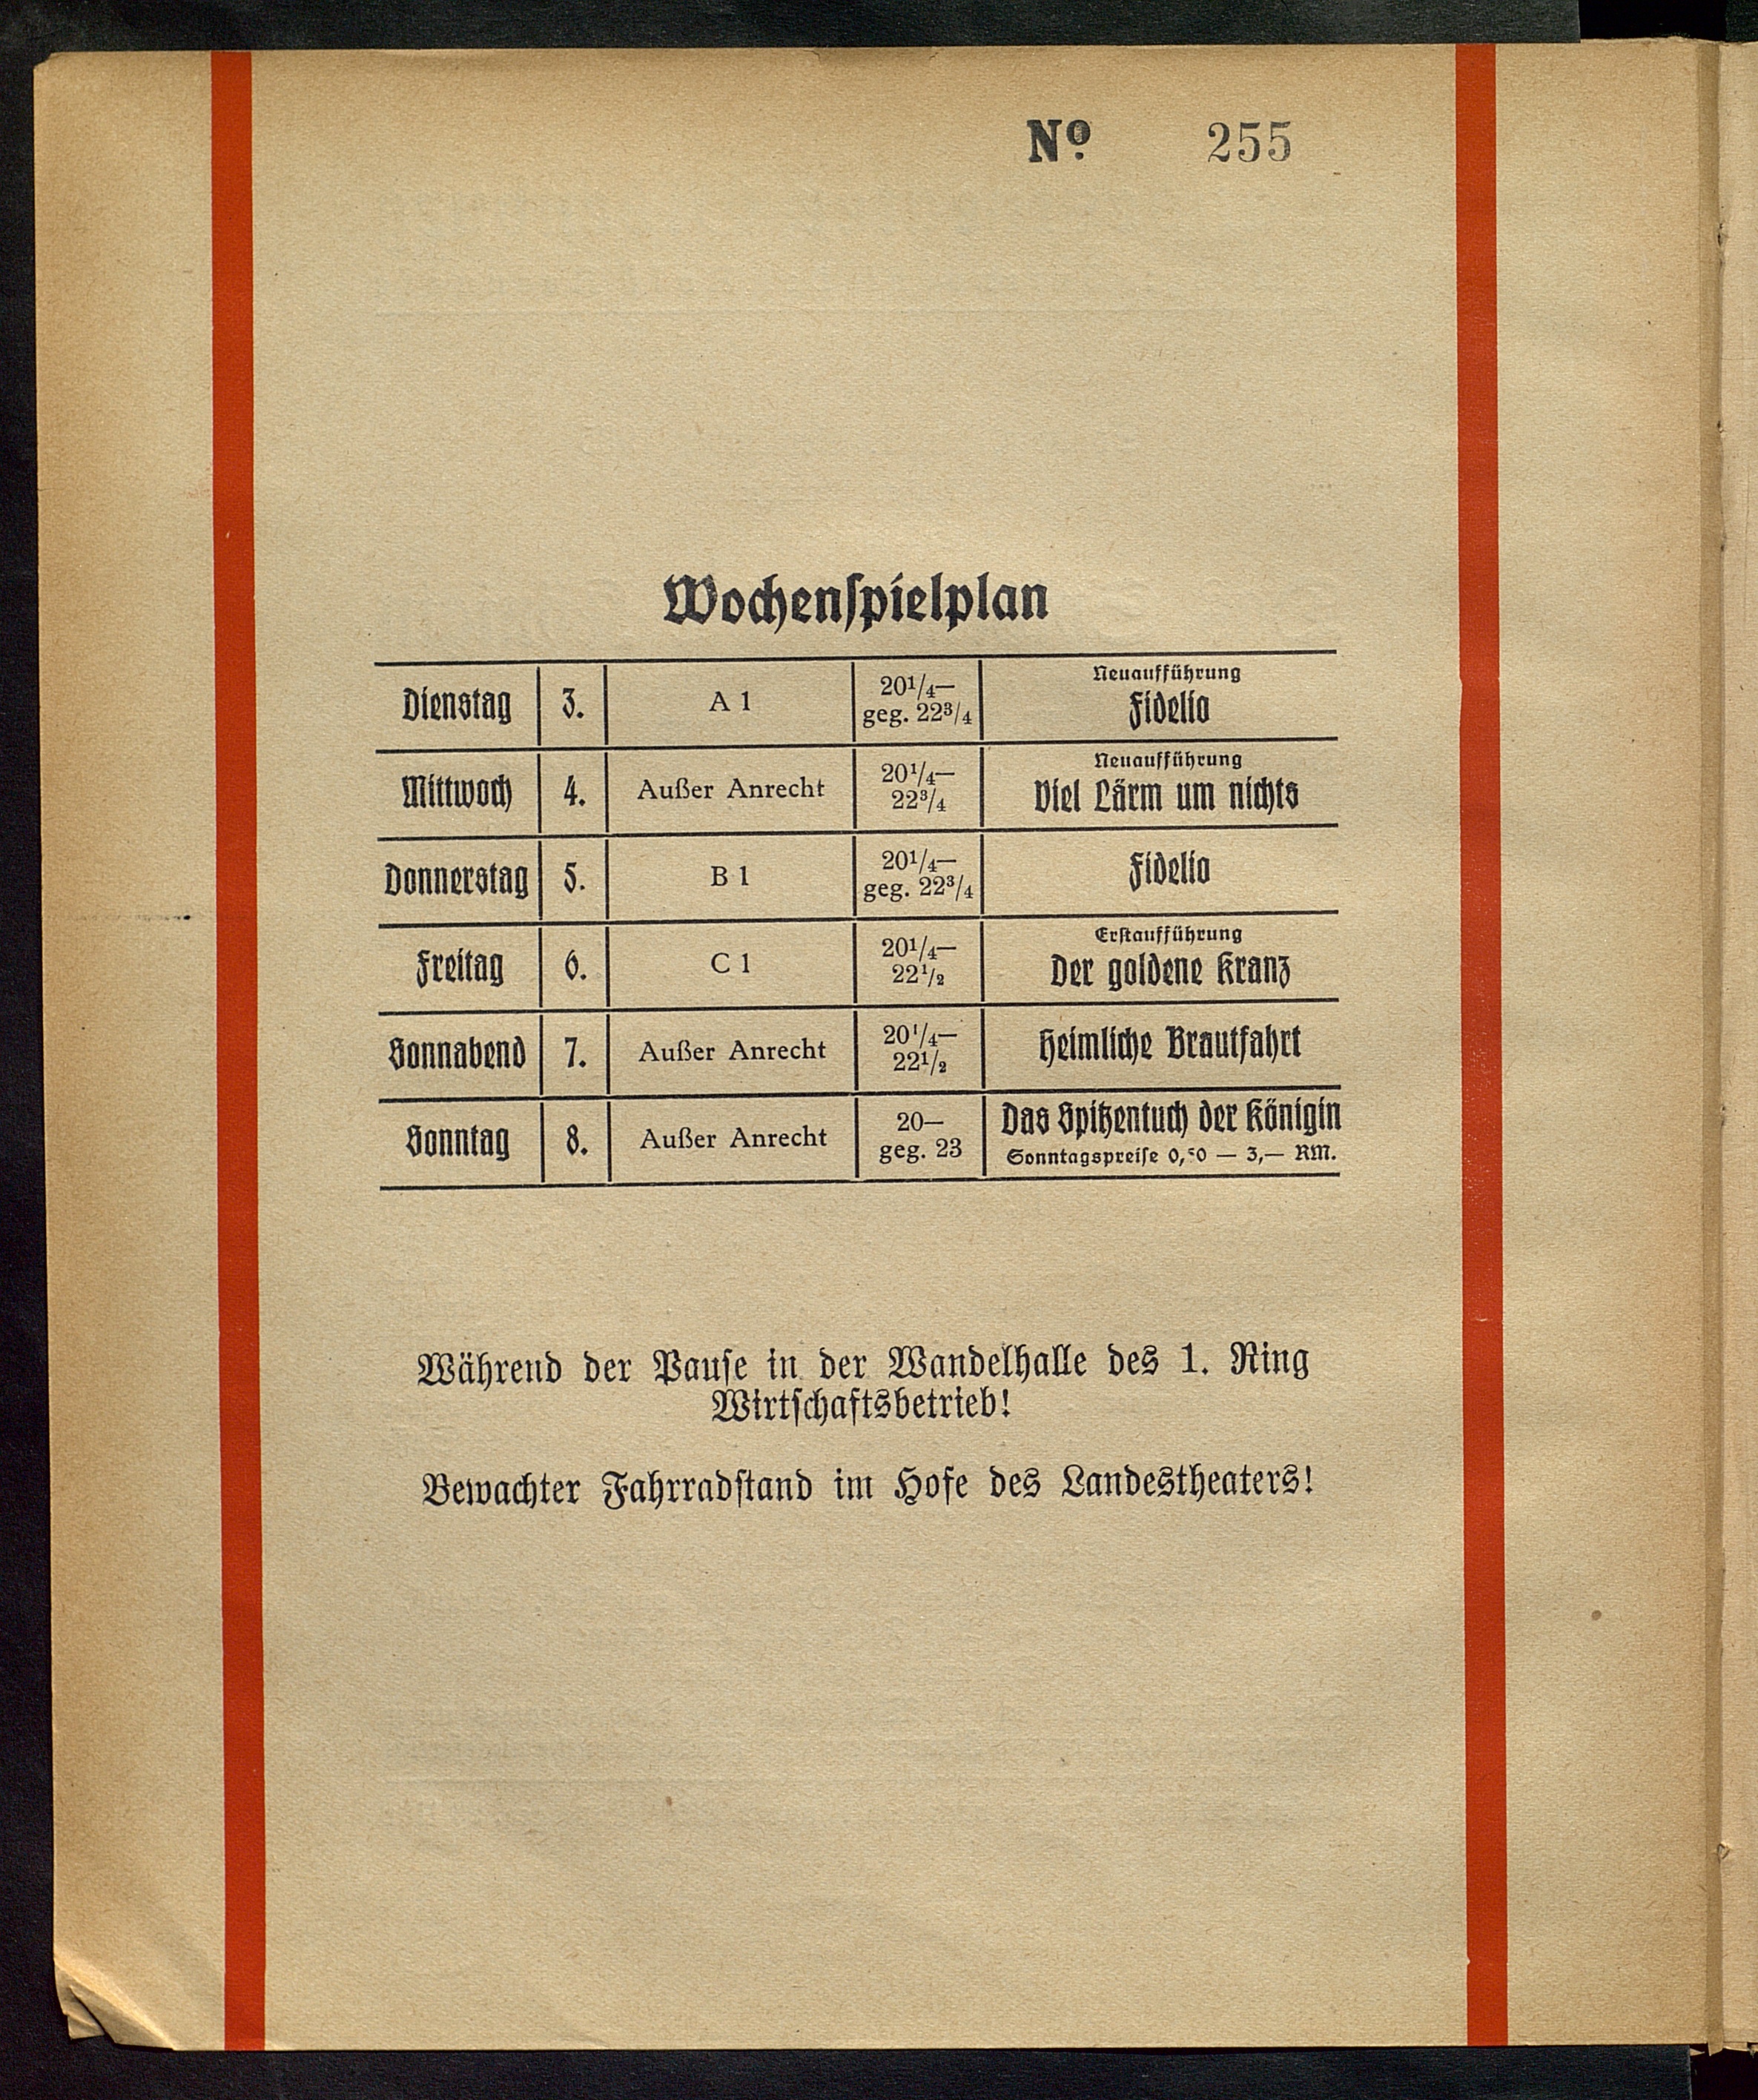 Nº 255
Wochenspielplan
Dienstag 3. A 1 20¹/₄— geg. 22³/₄ Neuaufführung Fidelio
Mittwoch 4. Außer Anrecht 20¹/₄— 22³/₄ Neuaufführung Viel Lärm um nichts
Donnerstag 5. B 1 20¹/₄— geg. 22³/₄ Fidelio
Freitag 6. C 1 20¹/₄— 22¹/₂ Erstaufführung Der goldene Kranz
Sonnabend 7. Außer Anrecht 20¹/₄— 22¹/₂ Heimliche Brautfahrt
Sonntag 8. Außer Anrecht 20— geg. 23 Das Spitzentuch der Königin
Sonntagspreise 0,50 — 3,— RM.
Während der Pause in der Wandelhalle des 1. Ring
Wirtschaftsbetrieb!
Bewachter Fahrradstand im Hofe des Landestheaters!